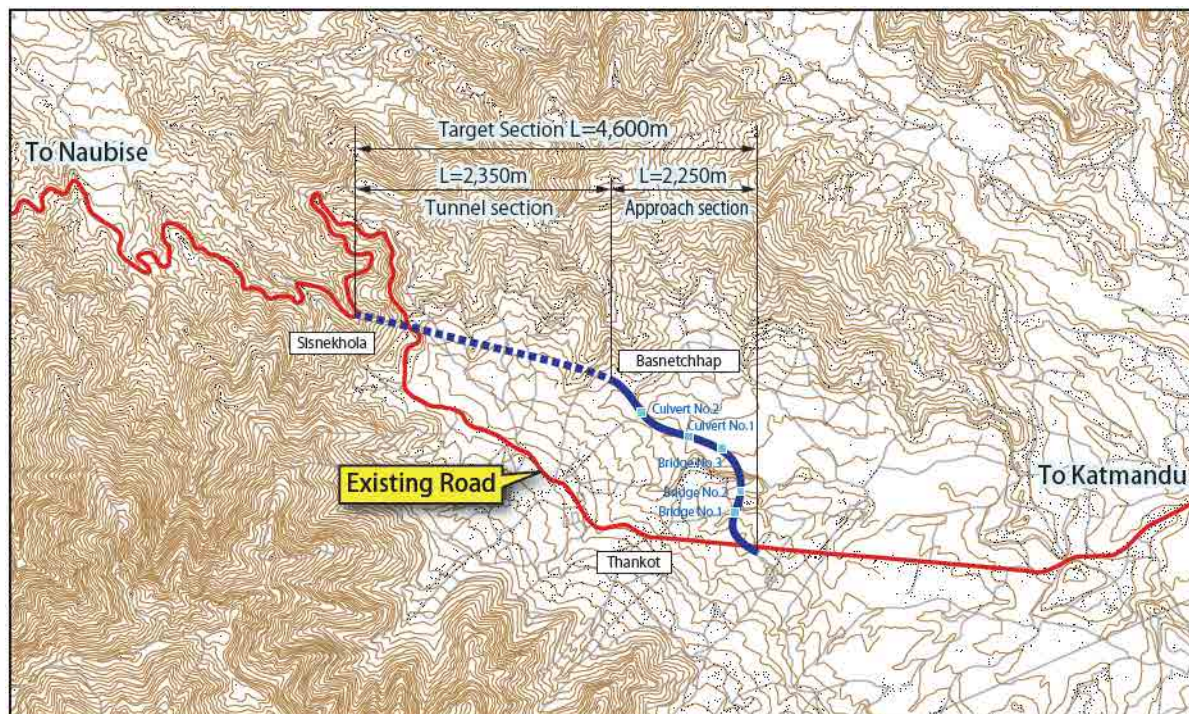 Target Section L=4,600m
To Naubise
L=2,350m
L=2,250m
Tunnel section
Approach section
Sisnekhola
Basnetchhap
Culvert No.2
Culvert No.1
Bridge No.3
Existing Road
To Katmandu
Bridge No.2
Bridge No.1
Thankot